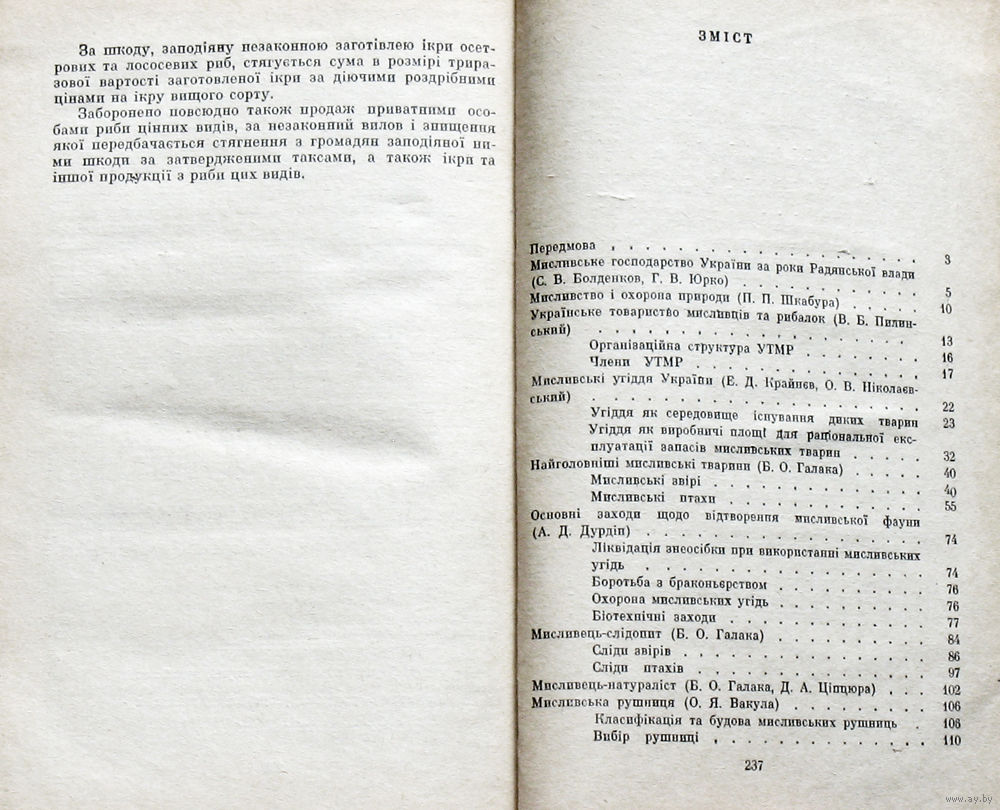 За шкоду, заподіяну незаконною заготівлею ікри осет-
рових та лососевих риб, стягується сума в розмірі трира-
зової вартості заготовленої ікри за діючими роздрібними
цінами на ікру вищого сорту.
Заборонено повсюдно також продаж приватними осо-
бами риби цінних видів, за незаконний вилов і знищення
якої передбачається стягнення з громадян заподіяної ни-
ми шкоди за затвердженими таксами, а також ікри та
іншої продукції з риби цих видів.
ЗМІСТ
Передмова . . . . . . . . . . . . . . . . 3
Мисливське господарство України за роки Радянської влади
(С. В. Болденков, Г. В. Юрко) . . . . . . . . . 5
Мисливство і охорона природи (П. П. Шкабура) . . . . 10
Українське товариство мисливців та рибалок (В. Б. Пилин-
ський) . . . . . . . . . . . . . . . . 13
Організаційна структура УТМР . . . . . . . 16
Члени УТМР . . . . . . . . . . . . . 17
Мисливські угіддя України (Е. Д. Крайнєв, О. В. Ніколаєв-
ський) . . . . . . . . . . . . . . . . 22
Угіддя як середовище існування диких тварин 23
Угіддя як виробничі площі для раціональної екс-
плуатації запасів мисливських тварин . . . . . 32
Найголовніші мисливські тварини (Б. О. Галака) . . . . 40
Мисливські звірі . . . . . . . . . . . . 40
Мисливські птахи . . . . . . . . . . . . 55
Основні заходи щодо відтворення мисливської фауни
(А. Д. Дурдіп) . . . . . . . . . . . . . . 74
Ліквідація знеосібки при використанні мисливських
угідь . . . . . . . . . . . . . . . 74
Боротьба з браконьєрством . . . . . . . . . 76
Охорона мисливських угідь . . . . . . . . . 76
Біотехнічні заходи . . . . . . . . . . . 77
Мисливець-слідопит (Б. О. Галака) . . . . . . . . . 84
Сліди звірів . . . . . . . . . . . . . 86
Сліди птахів . . . . . . . . . . . . . 97
Мисливець-натураліст (Б. О. Галака, Д. А. Ціпцюра) . . . 102
Мисливська рушниця (О. Я. Вакула) . . . . . . . . 106
Класифікація та будова мисливських рушниць . 106
Вибір рушниці . . . . . . . . . . . . . 110
237
www.ay.by